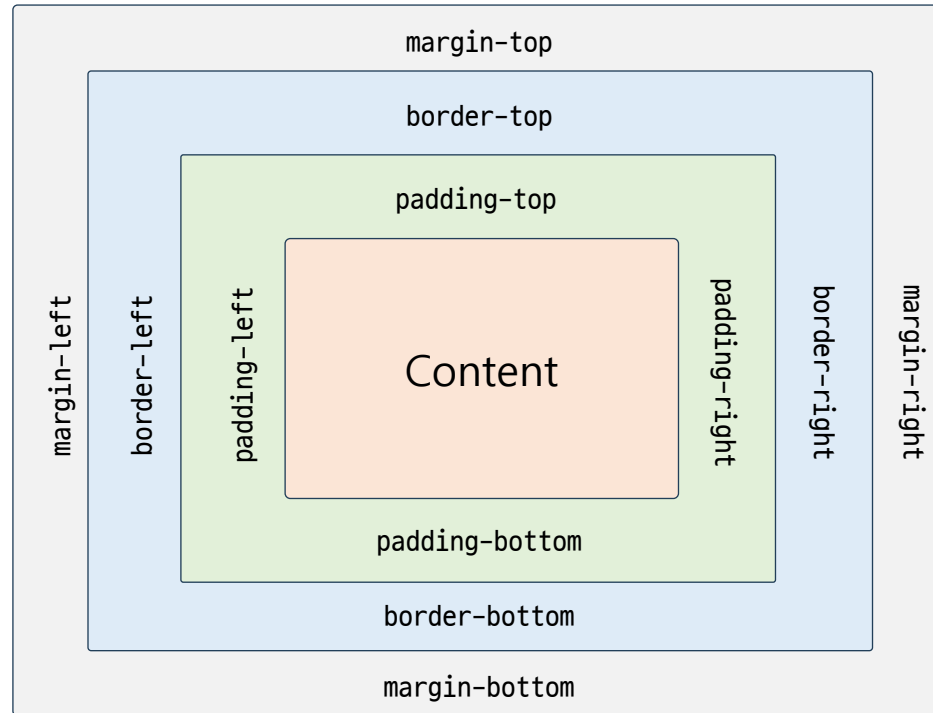 margin-top
border-top
padding-top
margin-left
border-left
padding-left
Content
padding-right
border-right
margin-right
padding-bottom
border-bottom
margin-bottom